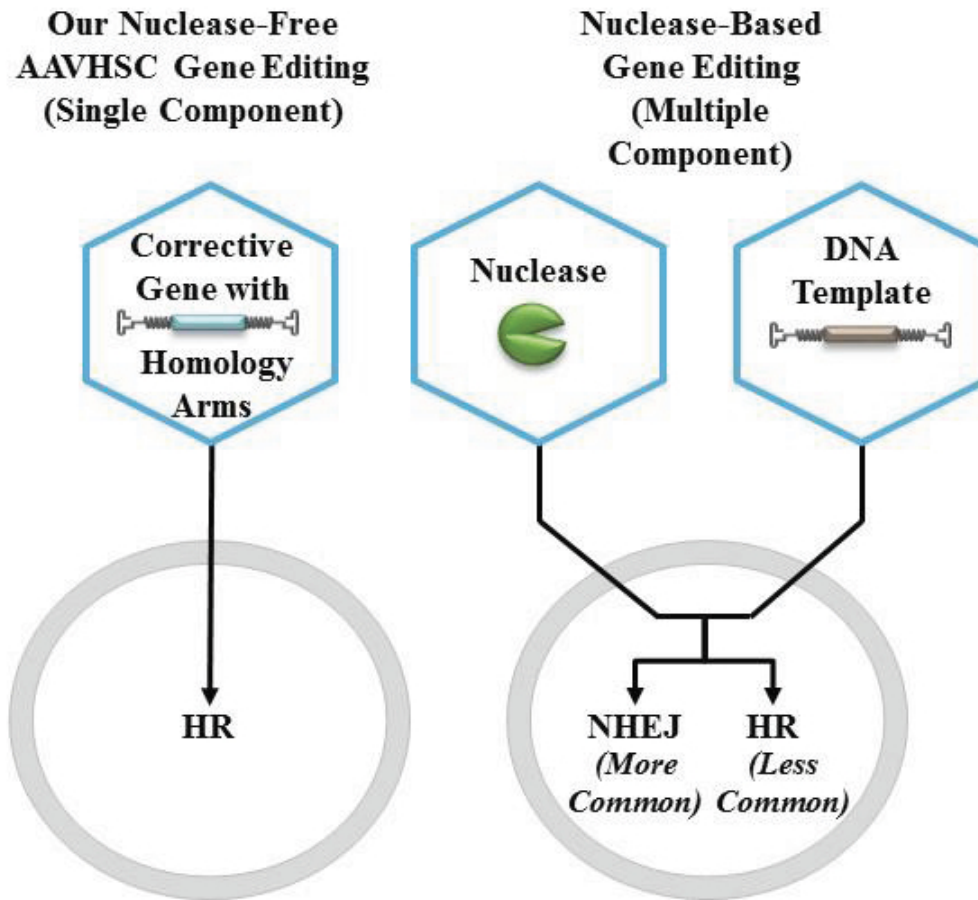 Our Nuclease-Free
AAVHSC Gene Editing
(Single Component)
Nuclease-Based
Gene Editing
(Multiple
Component)
Corrective
Gene with
Homology
Arms
Nuclease
DNA
Template
HR
NHEJ
(More
Common)
HR
(Less
Common)